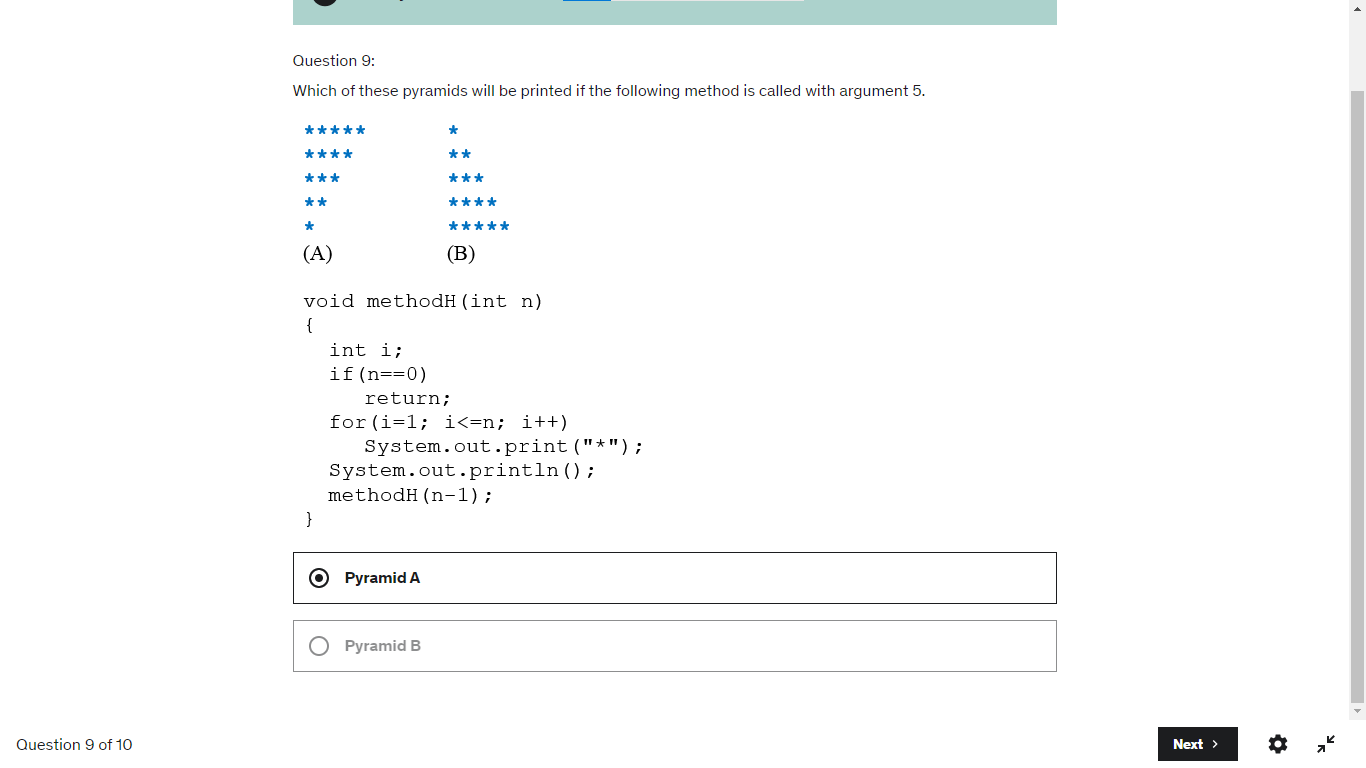 Question 9:
Which of these pyramids will be printed if the following method is called with argument 5.
***** *
**** **
*** ***
** ****
* *****
(A) (B)
void methodH(int n)
{
int i;
if(n==0)
return;
for(i=1; i<=n; i++)
System.out.print("*");
System.out.println();
methodH(n-1);
}
Pyramid A
Pyramid B
Question 9 of 10
Next >